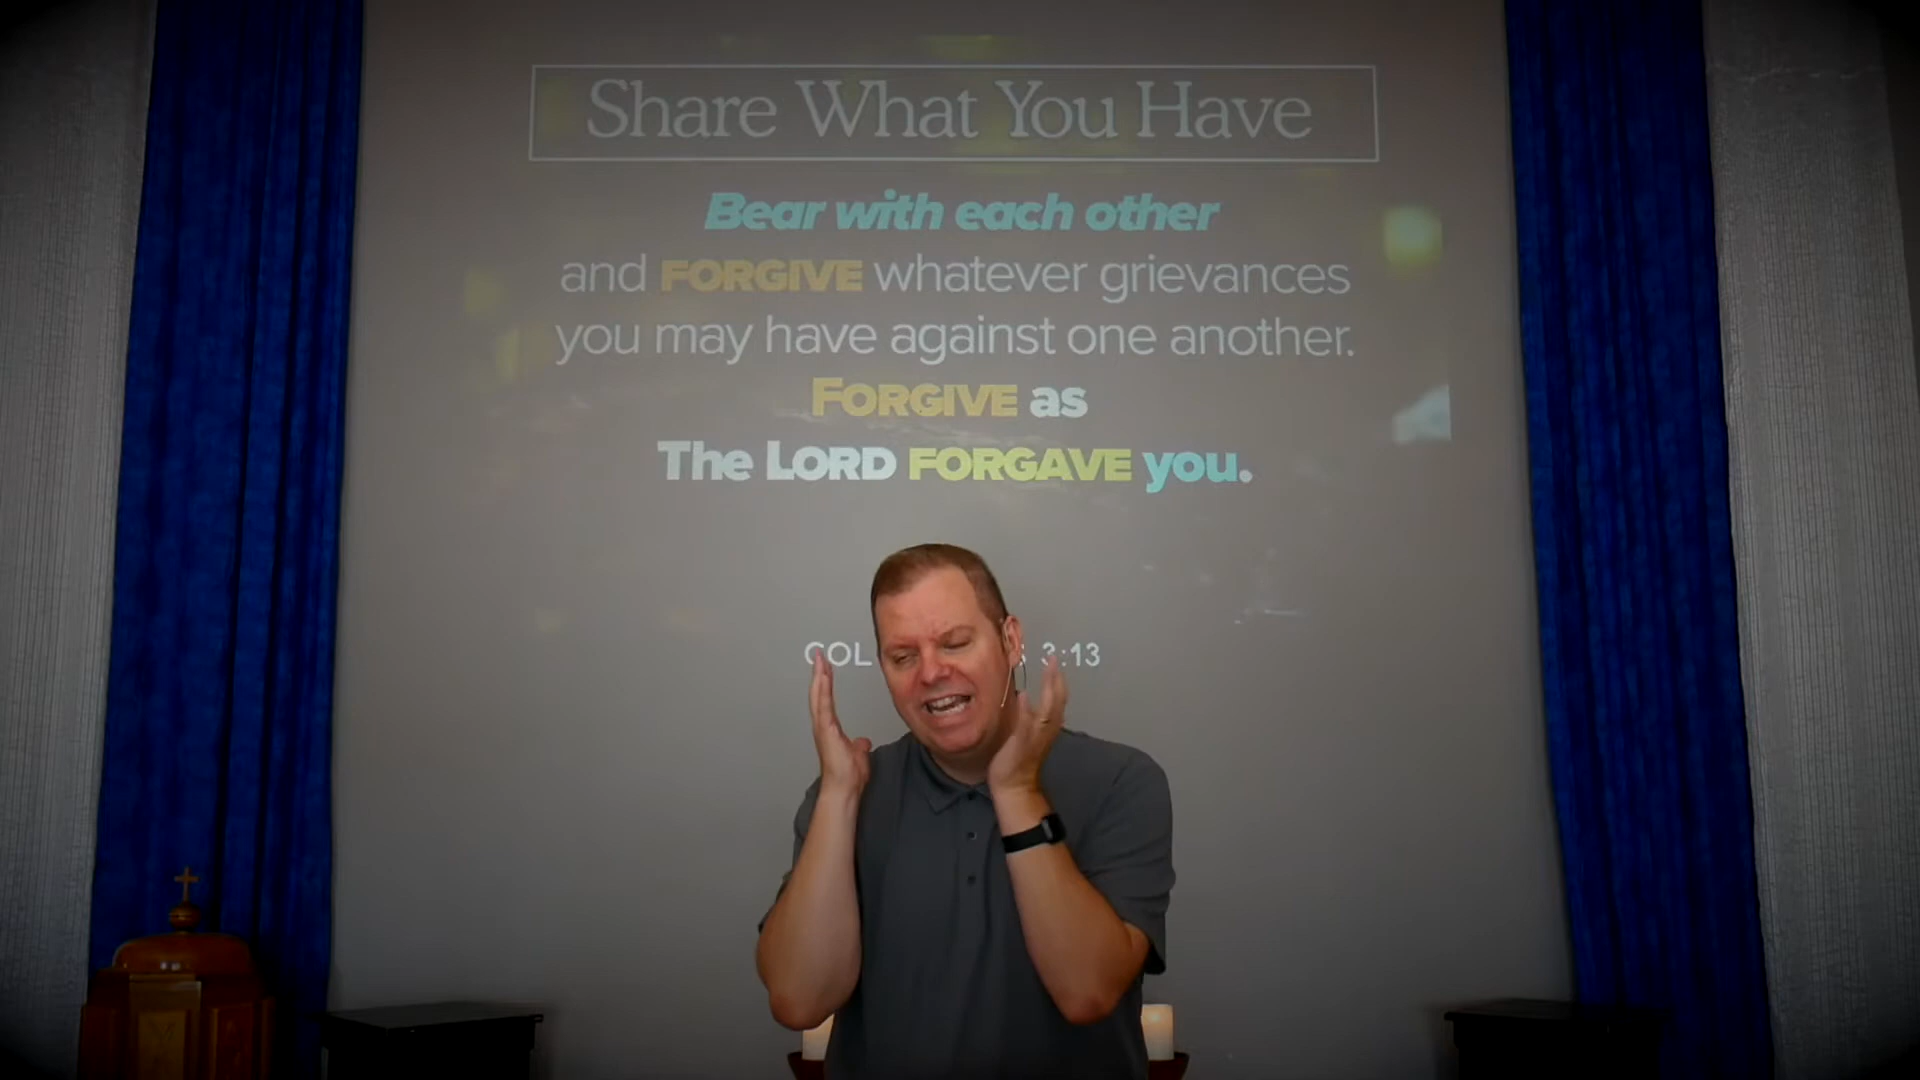 Share What You Have
Bear with each other
and FORGIVE whatever grievances
you may have against one another.
FORGIVE as
The LORD FORGAVE you.
3:13